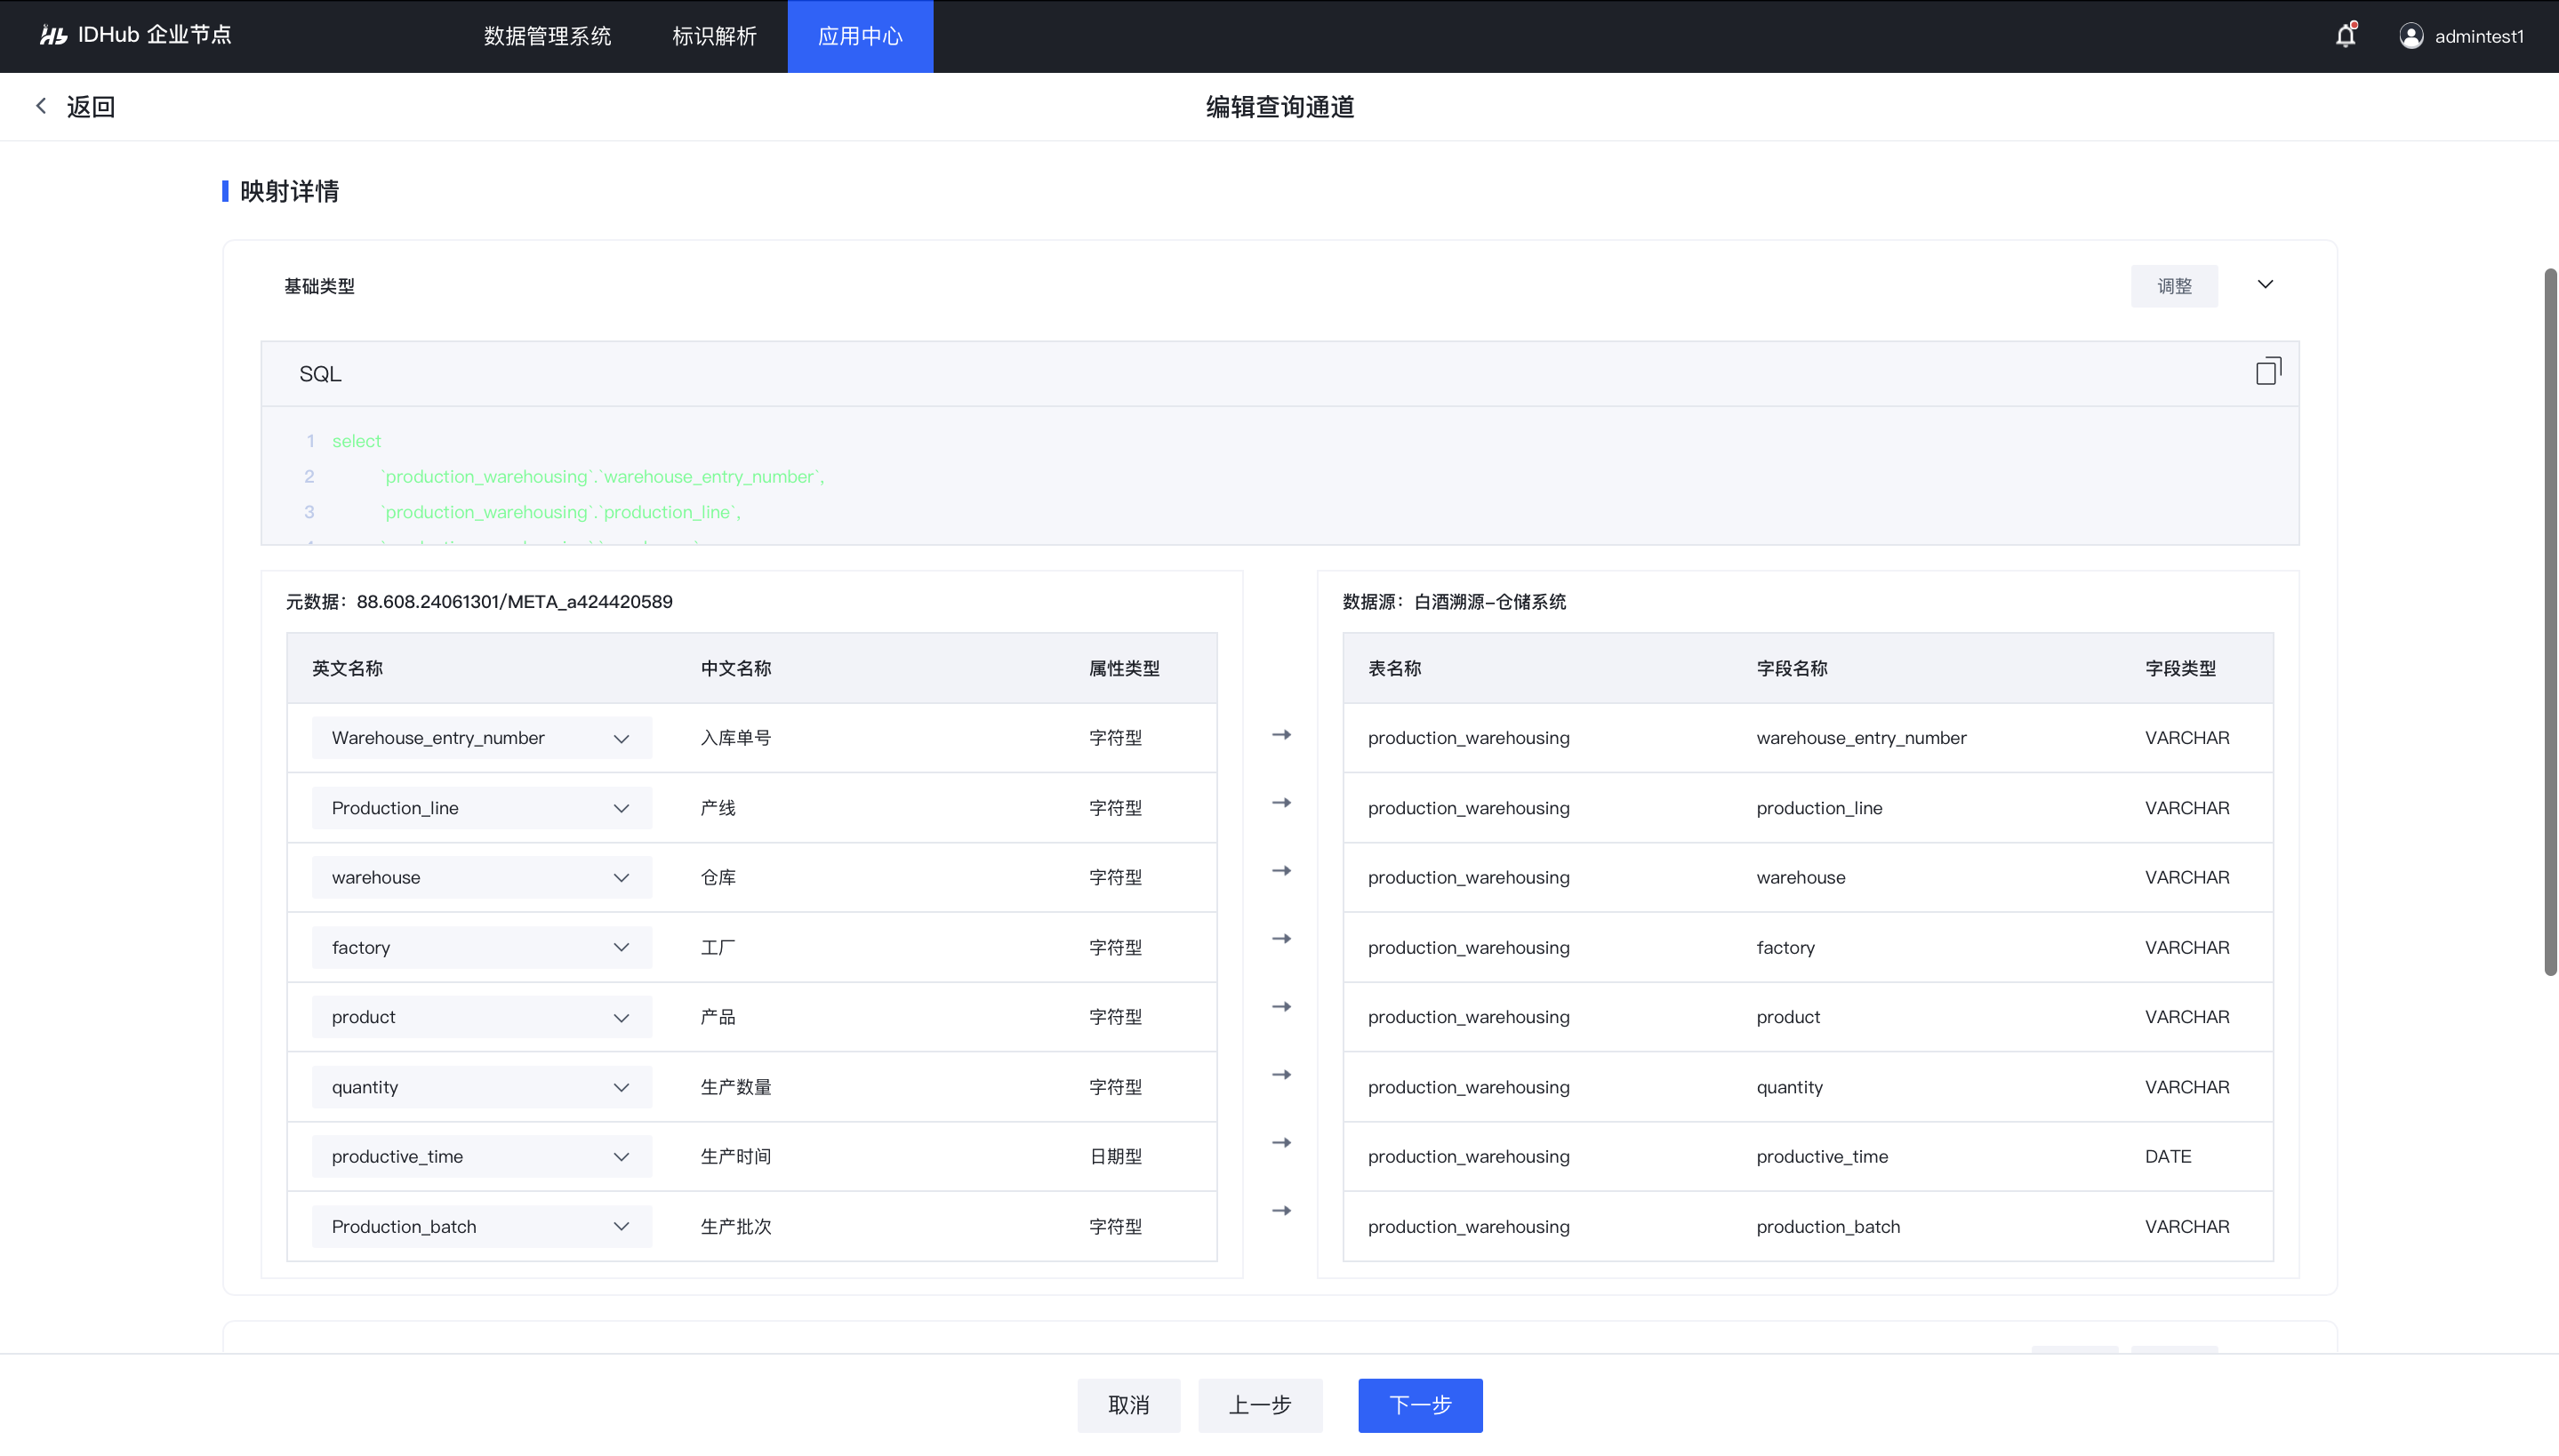 IDHub 企业节点
数据管理系统
标识解析
应用中心
admintest1
返回
编辑查询通道
映射详情
基础类型
调整
SQL
1 select
2 `production_warehousing`.`warehouse_entry_number`,
3 `production_warehousing`.`production_line`,
元数据：88.608.24061301/META_a424420589
英文名称 中文名称 属性类型
Warehouse_entry_number 入库单号 字符型
Production_line 产线 字符型
warehouse 仓库 字符型
factory 工厂 字符型
product 产品 字符型
quantity 生产数量 字符型
productive_time 生产时间 日期型
Production_batch 生产批次 字符型
数据源：白酒溯源-仓储系统
表名称 字段名称 字段类型
production_warehousing warehouse_entry_number VARCHAR
production_warehousing production_line VARCHAR
production_warehousing warehouse VARCHAR
production_warehousing factory VARCHAR
production_warehousing product VARCHAR
production_warehousing quantity VARCHAR
production_warehousing productive_time DATE
production_warehousing production_batch VARCHAR
取消
上一步
下一步